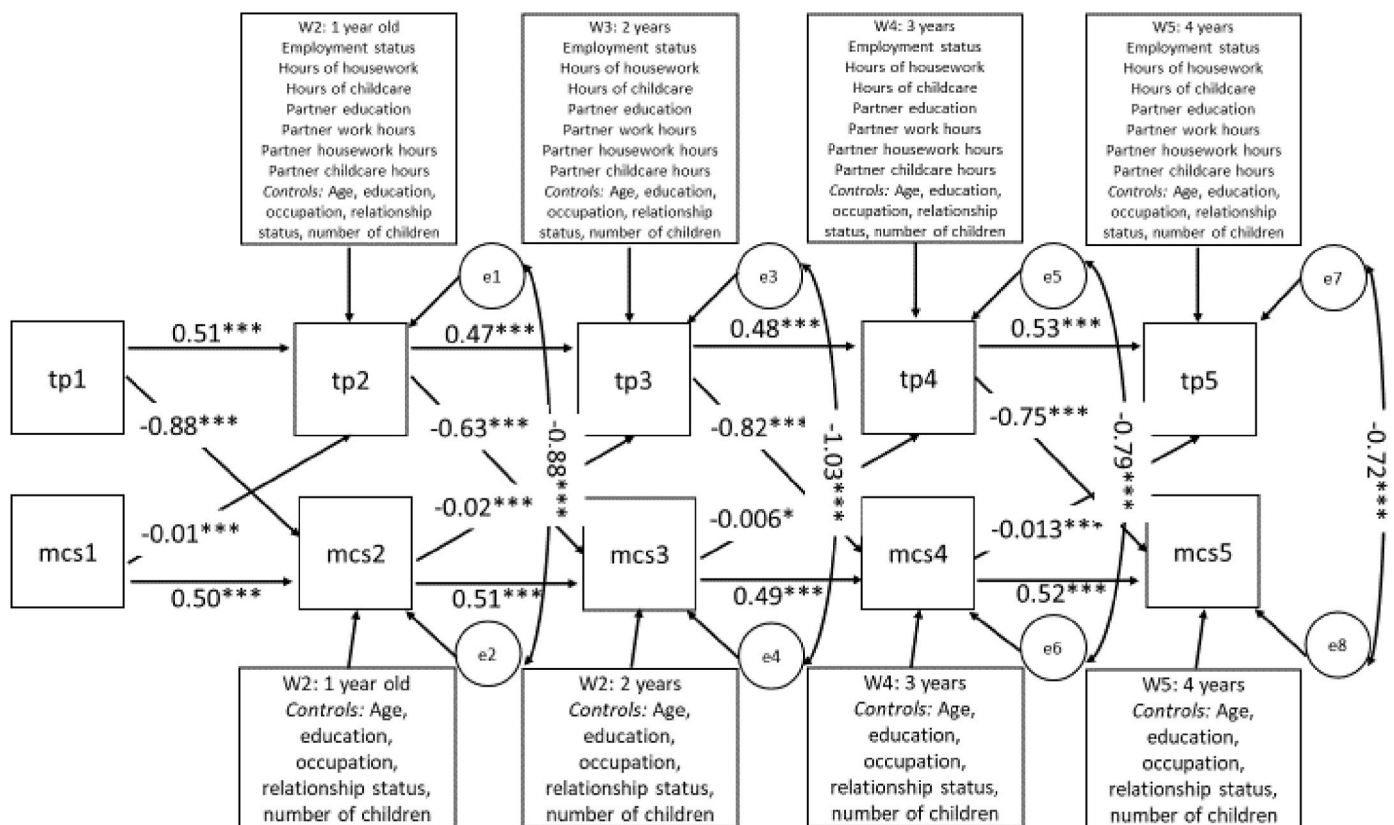 W2: 1 year old
Employment status
Hours of housework
Hours of childcare
Partner education
Partner work hours
Partner housework hours
Partner childcare hours
Controls: Age, education,
occupation, relationship
status, number of children
W3: 2 years
Employment status
Hours of housework
Hours of childcare
Partner education
Partner work hours
Partner housework hours
Partner childcare hours
Controls: Age, education,
occupation, relationship
status, number of children
W4: 3 years
Employment status
Hours of housework
Hours of childcare
Partner education
Partner work hours
Partner housework hours
Partner childcare hours
Controls: Age, education,
occupation, relationship
status, number of children
W5: 4 years
Employment status
Hours of housework
Hours of childcare
Partner education
Partner work hours
Partner housework hours
Partner childcare hours
Controls: Age, education,
occupation, relationship
status, number of children
e1
e3
e5
e7
0.51***
0.47***
0.48***
0.53***
tp1
tp2
tp3
tp4
tp5
-0.88***
-0.63***
-0.82***
-0.75***
-0.88***
-1.03***
-0.79***
-0.72***
-0.01***
-0.02***
-0.006*
-0.013***
mcs1
mcs2
mcs3
mcs4
mcs5
0.50***
0.51***
0.49***
0.52***
e2
e4
e6
e8
W2: 1 year old
Controls: Age,
education,
occupation,
relationship status,
number of children
W2: 2 years
Controls: Age,
education,
occupation,
relationship status,
number of children
W4: 3 years
Controls: Age,
education,
occupation,
relationship status,
number of children
W5: 4 years
Controls: Age,
education,
occupation,
relationship status,
number of children